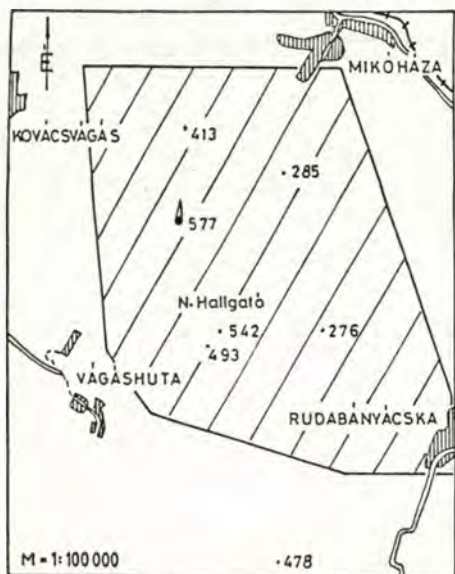 É
MIKÓHÁZA
KOVÁCSVÁGÁS
413
285
577
N. Hallgató
542
276
493
VÁGÁSHUTA
RUDABÁNYÁCSKA
M = 1:100 000
478